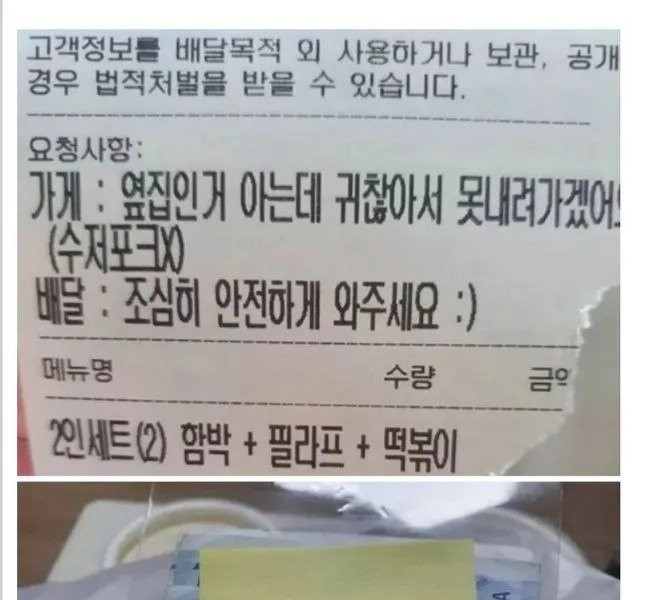 고객정보를 배달목적 외 사용하거나 보관, 공개
경우 법적처벌을 받을 수 있습니다.
요청사항:
가게 : 옆집인거 아는데 귀찮아서 못내려가겠어요
(수저포크X)
배달 : 조심히 안전하게 와주세요 :)
메뉴명 수량 금액
2인세트(2) 함박 + 필라프 + 떡볶이